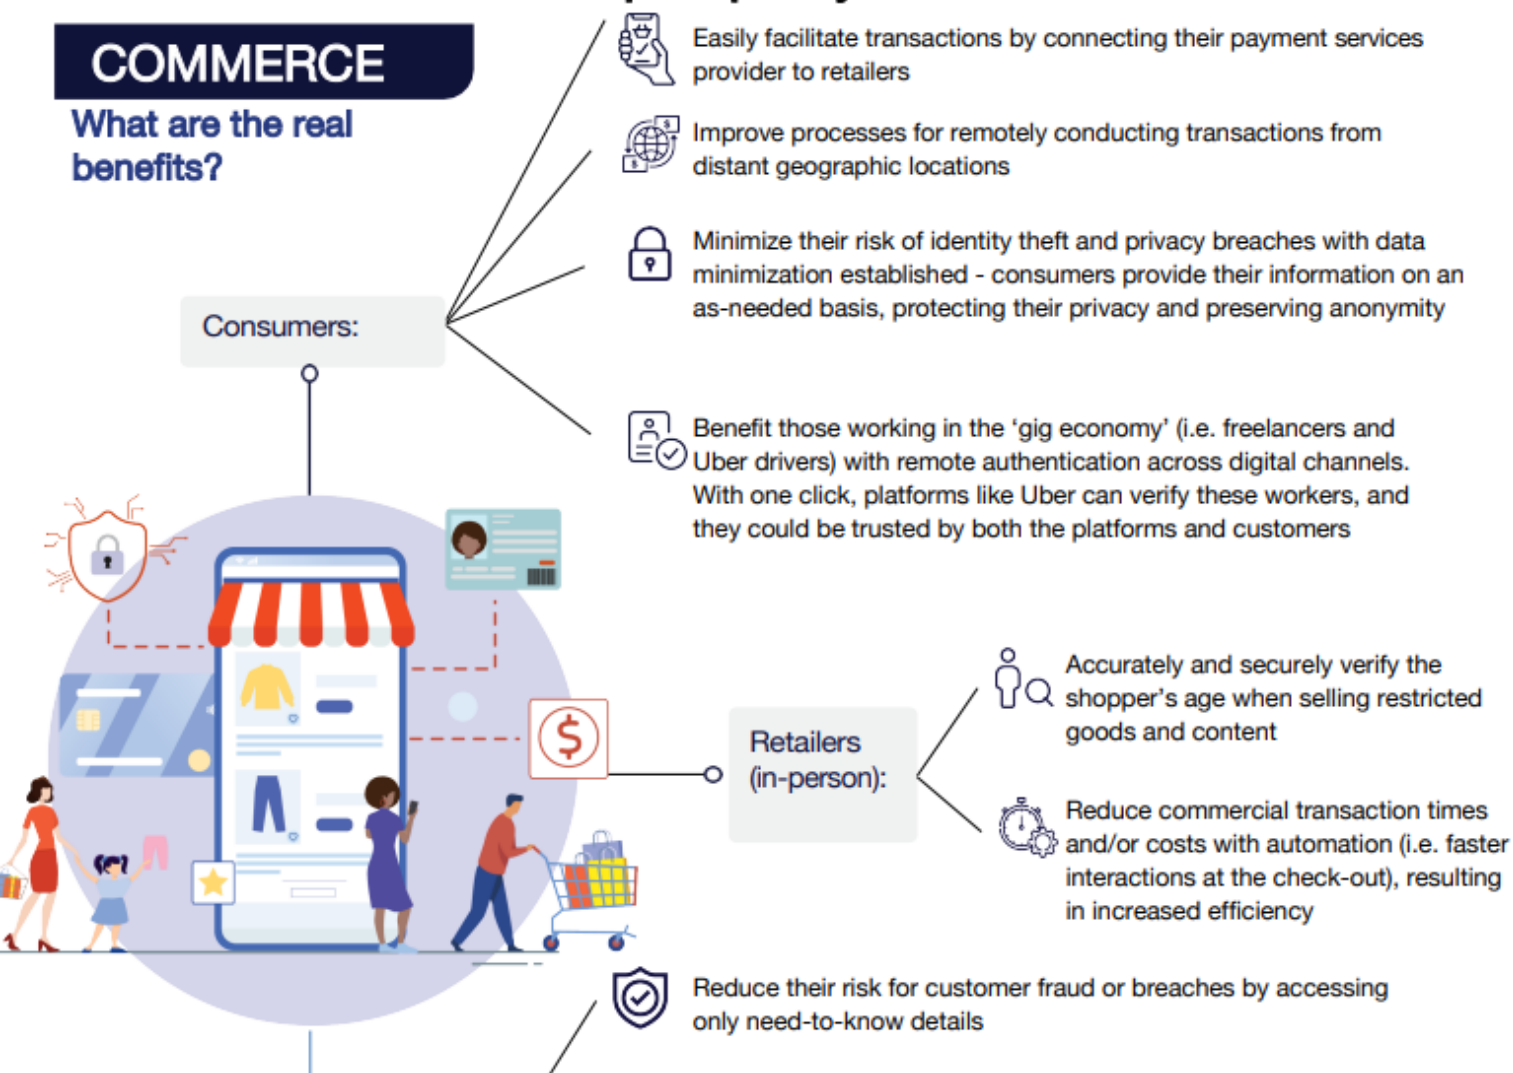 COMMERCE
What are the real
benefits?
Easily facilitate transactions by connecting their payment services
provider to retailers
Improve processes for remotely conducting transactions from
distant geographic locations
Minimize their risk of identity theft and privacy breaches with data
minimization established - consumers provide their information on an
as-needed basis, protecting their privacy and preserving anonymity
Consumers:
Benefit those working in the ‘gig economy’ (i.e. freelancers and
Uber drivers) with remote authentication across digital channels.
With one click, platforms like Uber can verify these workers, and
they could be trusted by both the platforms and customers
Retailers
(in-person):
Accurately and securely verify the
shopper’s age when selling restricted
goods and content
Reduce commercial transaction times
and/or costs with automation (i.e. faster
interactions at the check-out), resulting
in increased efficiency
Reduce their risk for customer fraud or breaches by accessing
only need-to-know details